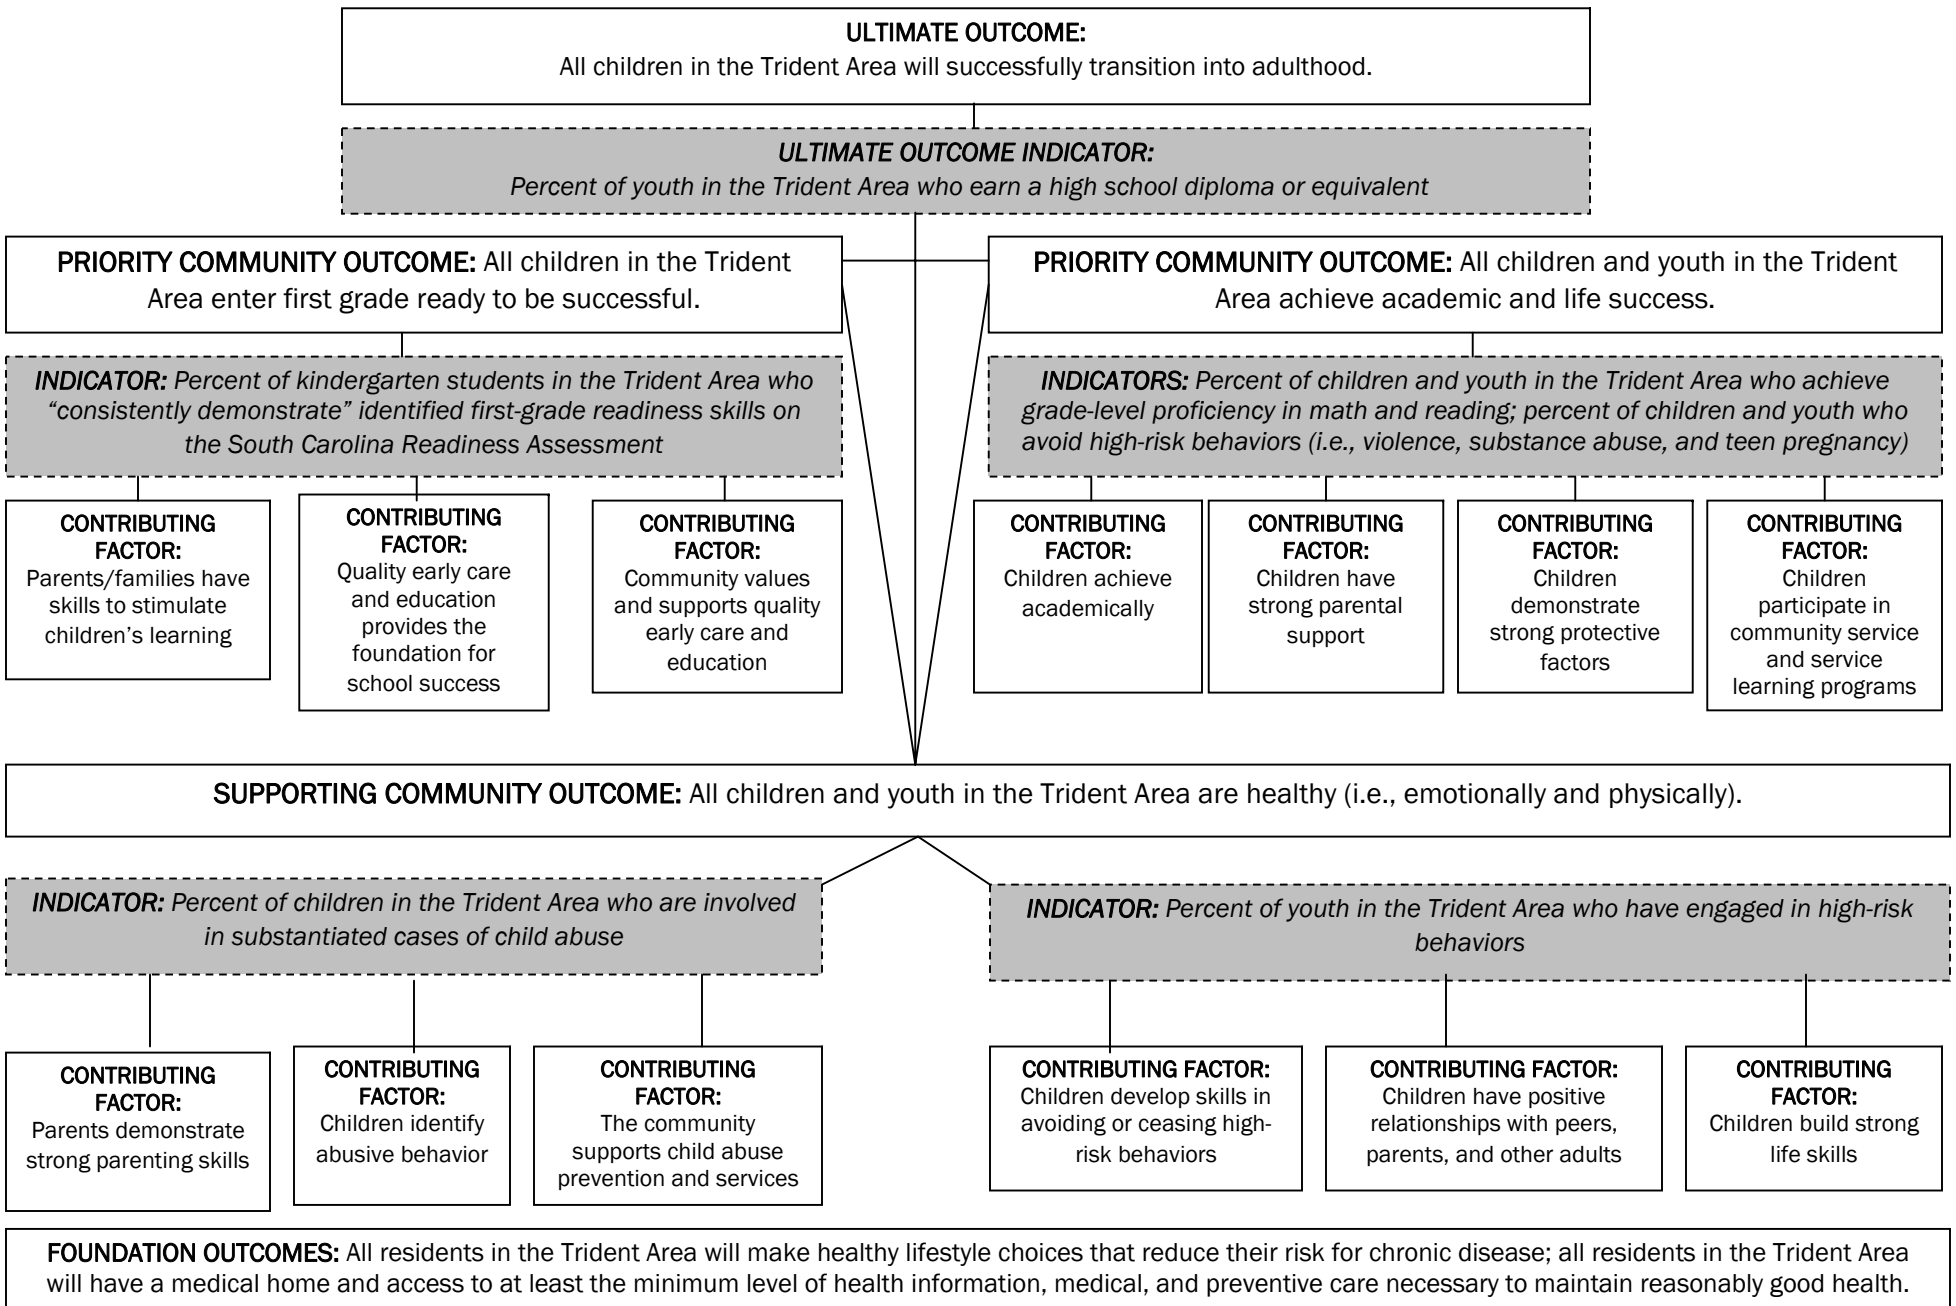 ULTIMATE OUTCOME:
All children in the Trident Area will successfully transition into adulthood.
ULTIMATE OUTCOME INDICATOR:
Percent of youth in the Trident Area who earn a high school diploma or equivalent
PRIORITY COMMUNITY OUTCOME: All children in the Trident
Area enter first grade ready to be successful.
PRIORITY COMMUNITY OUTCOME: All children and youth in the Trident
Area achieve academic and life success.
INDICATOR: Percent of kindergarten students in the Trident Area who
“consistently demonstrate” identified first-grade readiness skills on
the South Carolina Readiness Assessment
INDICATORS: Percent of children and youth in the Trident Area who achieve
grade-level proficiency in math and reading; percent of children and youth who
avoid high-risk behaviors (i.e., violence, substance abuse, and teen pregnancy)
CONTRIBUTING
FACTOR:
Parents/families have
skills to stimulate
children’s learning
CONTRIBUTING
FACTOR:
Quality early care
and education
provides the
foundation for
school success
CONTRIBUTING
FACTOR:
Community values
and supports quality
early care and
education
CONTRIBUTING
FACTOR:
Children achieve
academically
CONTRIBUTING
FACTOR:
Children have
strong parental
support
CONTRIBUTING
FACTOR:
Children
demonstrate
strong protective
factors
CONTRIBUTING
FACTOR:
Children
participate in
community service
and service
learning programs
SUPPORTING COMMUNITY OUTCOME: All children and youth in the Trident Area are healthy (i.e., emotionally and physically).
INDICATOR: Percent of children in the Trident Area who are involved
in substantiated cases of child abuse
INDICATOR: Percent of youth in the Trident Area who have engaged in high-risk
behaviors
CONTRIBUTING
FACTOR:
Parents demonstrate
strong parenting skills
CONTRIBUTING
FACTOR:
Children identify
abusive behavior
CONTRIBUTING
FACTOR:
The community
supports child abuse
prevention and services
CONTRIBUTING FACTOR:
Children develop skills in
avoiding or ceasing high-
risk behaviors
CONTRIBUTING FACTOR:
Children have positive
relationships with peers,
parents, and other adults
CONTRIBUTING
FACTOR:
Children build strong
life skills
FOUNDATION OUTCOMES: All residents in the Trident Area will make healthy lifestyle choices that reduce their risk for chronic disease; all residents in the Trident Area
will have a medical home and access to at least the minimum level of health information, medical, and preventive care necessary to maintain reasonably good health.